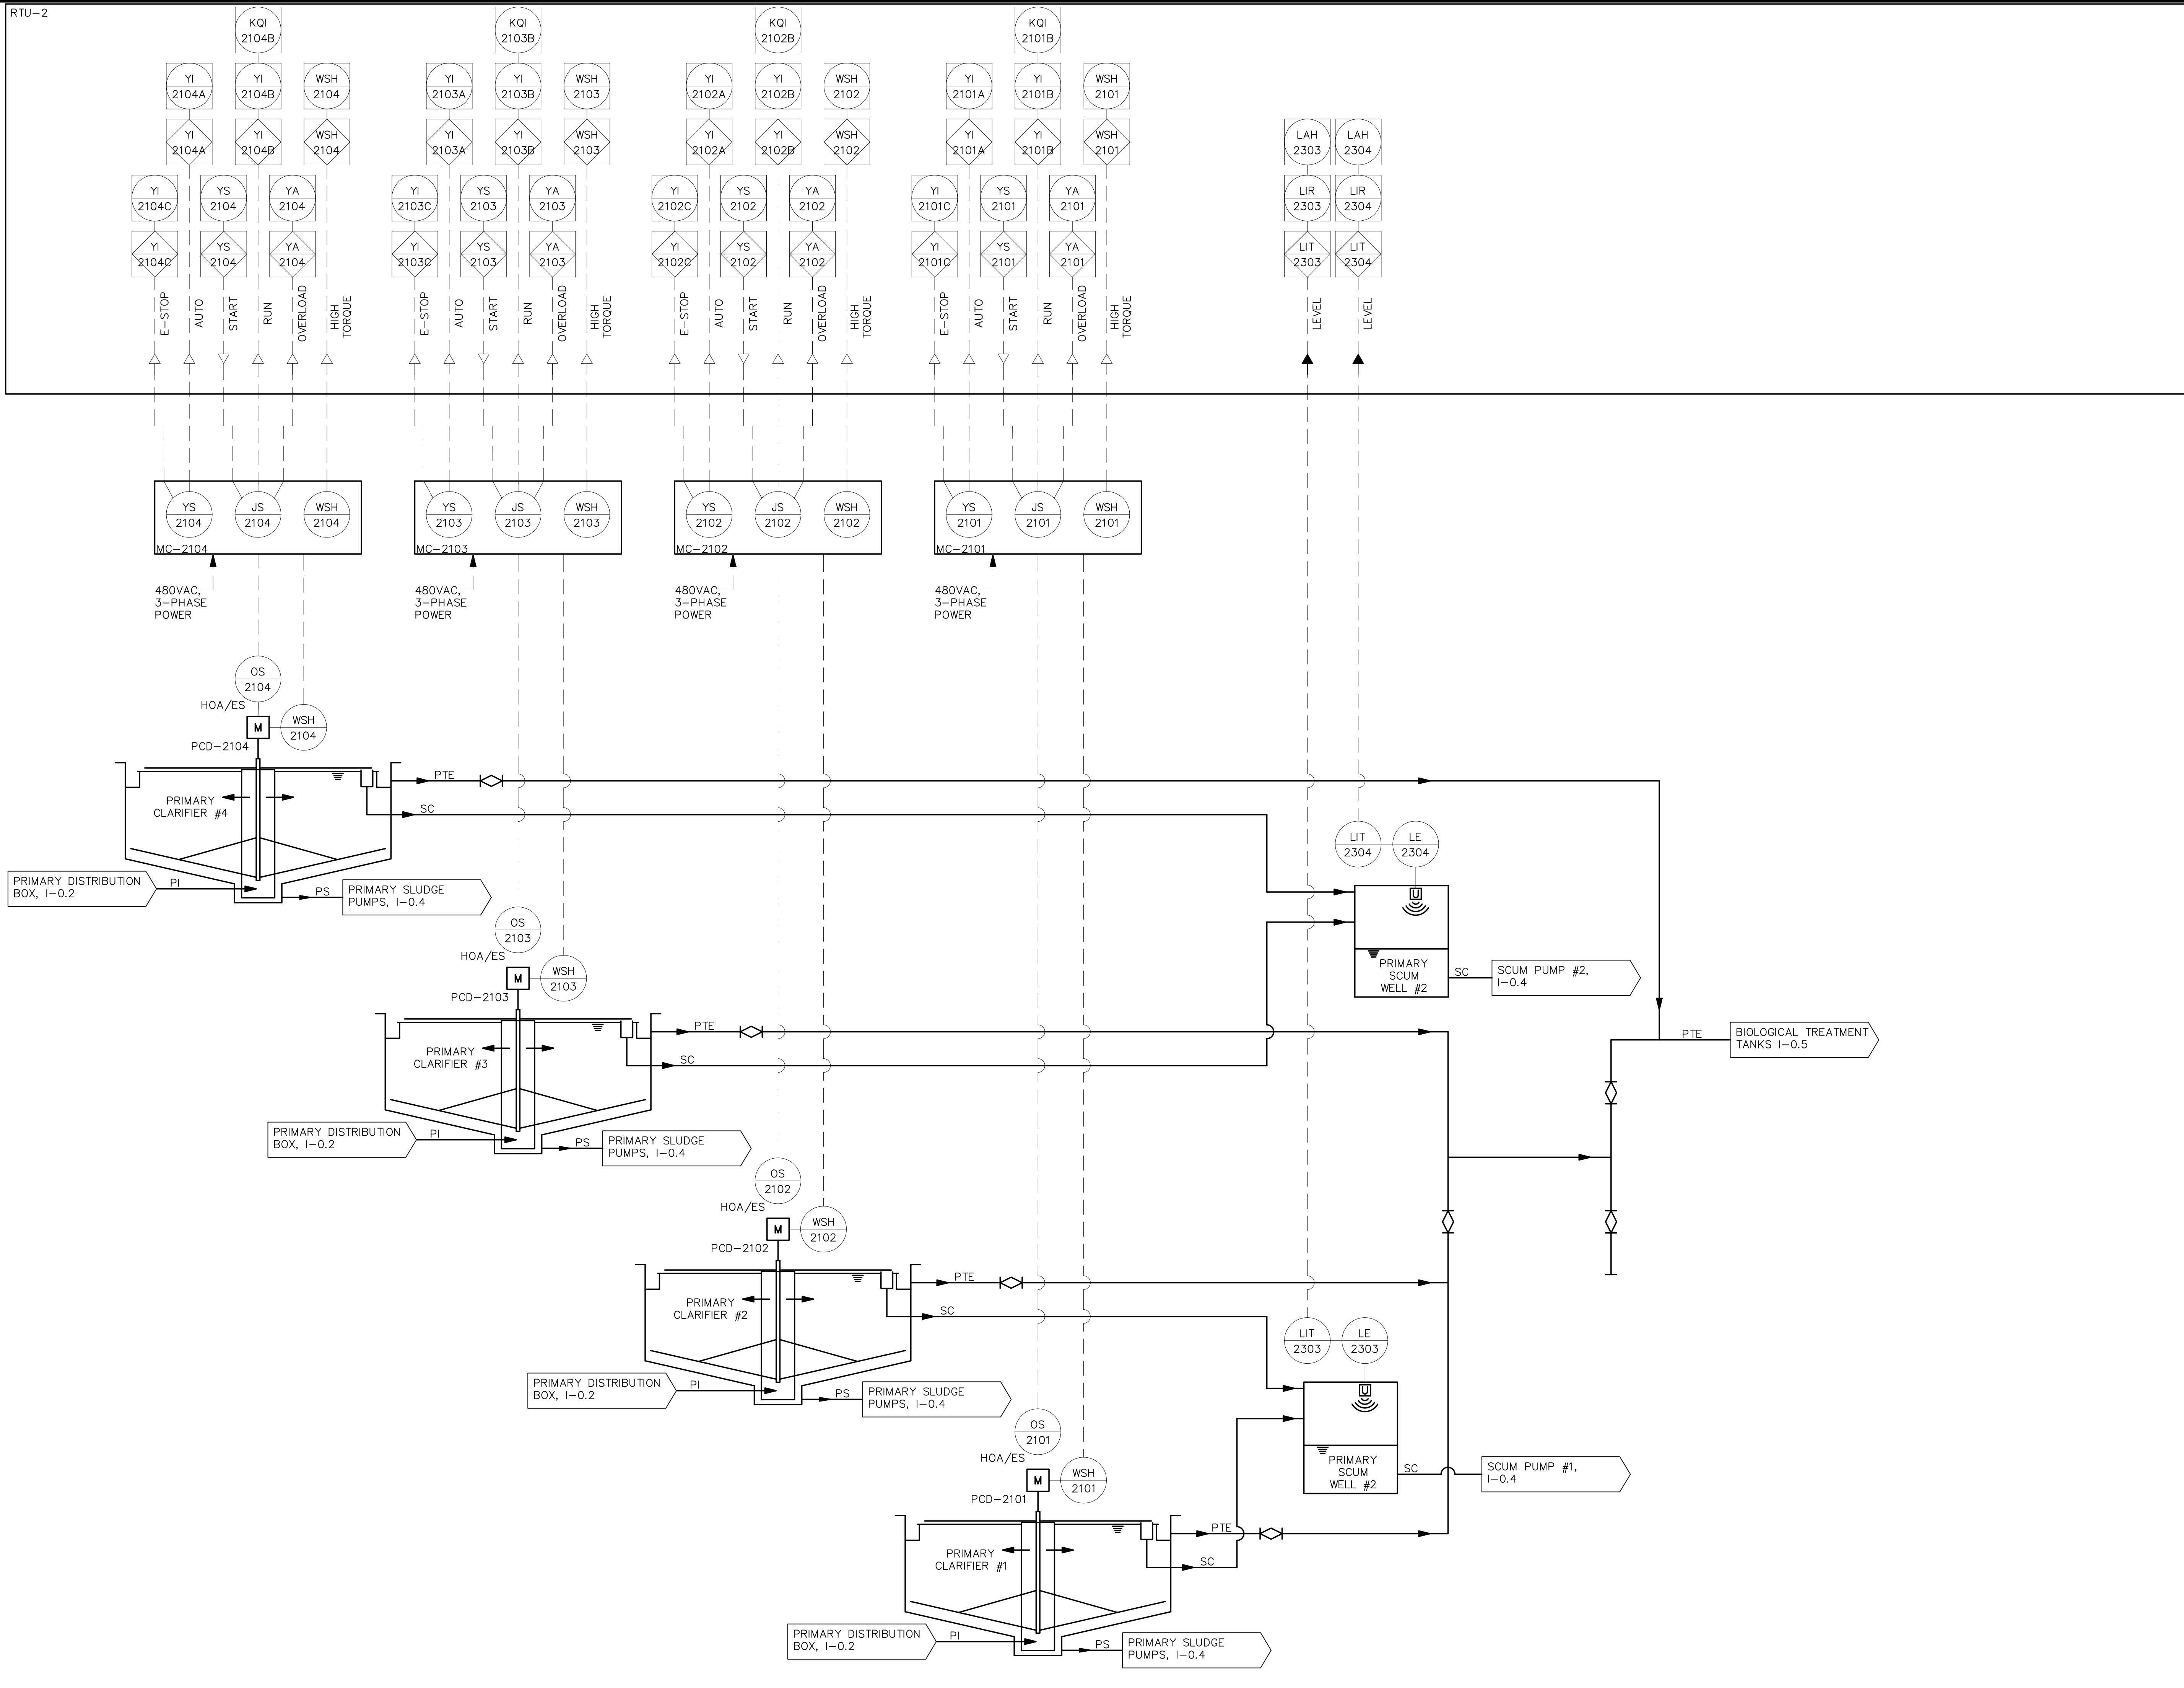 RTU-2
KQI
2104B
KQI
2103B
KQI
2102B
KQI
2101B
YI
2104A
YI
2104B
WSH
2104
YI
2103A
YI
2103B
WSH
2103
YI
2102A
YI
2102B
WSH
2102
YI
2101A
YI
2101B
WSH
2101
YI
2104A
YI
2104B
WSH
2104
YI
2103A
YI
2103B
WSH
2103
YI
2102A
YI
2102B
WSH
2102
YI
2101A
YI
2101B
WSH
2101
LAH
2303
LAH
2304
YI
2104C
YS
2104
YA
2104
YI
2103C
YS
2103
YA
2103
YI
2102C
YS
2102
YA
2102
YI
2101C
YS
2101
YA
2101
LIR
2303
LIR
2304
YI
2104C
YS
2104
YA
2104
YI
2103C
YS
2103
YA
2103
YI
2102C
YS
2102
YA
2102
YI
2101C
YS
2101
YA
2101
LIT
2303
LIT
2304
E-STOP
AUTO
START
RUN
OVERLOAD
HIGH
TORQUE
E-STOP
AUTO
START
RUN
OVERLOAD
HIGH
TORQUE
E-STOP
AUTO
START
RUN
OVERLOAD
HIGH
TORQUE
E-STOP
AUTO
START
RUN
OVERLOAD
HIGH
TORQUE
LEVEL
LEVEL
YS
2104
JS
2104
WSH
2104
MC-2104
YS
2103
JS
2103
WSH
2103
MC-2103
YS
2102
JS
2102
WSH
2102
MC-2102
YS
2101
JS
2101
WSH
2101
MC-2101
480VAC,
3-PHASE
POWER
480VAC,
3-PHASE
POWER
480VAC,
3-PHASE
POWER
480VAC,
3-PHASE
POWER
OS
2104
HOA/ES
M
WSH
2104
PCD-2104
PTE
PRIMARY
CLARIFIER #4
SC
PRIMARY DISTRIBUTION
BOX, I-0.2
PI
PS
PRIMARY SLUDGE
PUMPS, I-0.4
LIT
2304
LE
2304
U
PRIMARY
SCUM
WELL #2
SC
SCUM PUMP #2,
I-0.4
OS
2103
HOA/ES
M
WSH
2103
PCD-2103
PTE
PRIMARY
CLARIFIER #3
SC
PRIMARY DISTRIBUTION
BOX, I-0.2
PI
PS
PRIMARY SLUDGE
PUMPS, I-0.4
PTE
BIOLOGICAL TREATMENT
TANKS I-0.5
OS
2102
HOA/ES
M
WSH
2102
PCD-2102
PTE
PRIMARY
CLARIFIER #2
SC
PRIMARY DISTRIBUTION
BOX, I-0.2
PI
PS
PRIMARY SLUDGE
PUMPS, I-0.4
LIT
2303
LE
2303
U
PRIMARY
SCUM
WELL #2
SC
SCUM PUMP #1,
I-0.4
OS
2101
HOA/ES
M
WSH
2101
PCD-2101
PTE
PRIMARY
CLARIFIER #1
SC
PRIMARY DISTRIBUTION
BOX, I-0.2
PI
PS
PRIMARY SLUDGE
PUMPS, I-0.4